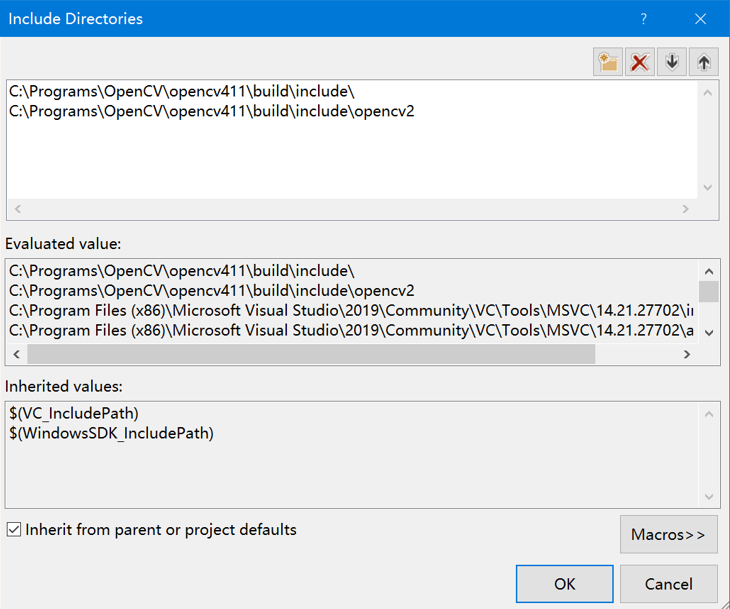 Include Directories
?
C:\Programs\OpenCV\opencv411\build\include\
C:\Programs\OpenCV\opencv411\build\include\opencv2
Evaluated value:
C:\Programs\OpenCV\opencv411\build\include\
C:\Programs\OpenCV\opencv411\build\include\opencv2
C:\Program Files (x86)\Microsoft Visual Studio\2019\Community\VC\Tools\MSVC\14.21.27702\i
C:\Program Files (x86)\Microsoft Visual Studio\2019\Community\VC\Tools\MSVC\14.21.27702\a
Inherited values:
$(VC_IncludePath)
$(WindowsSDK_IncludePath)
Inherit from parent or project defaults
Macros>>
OK
Cancel